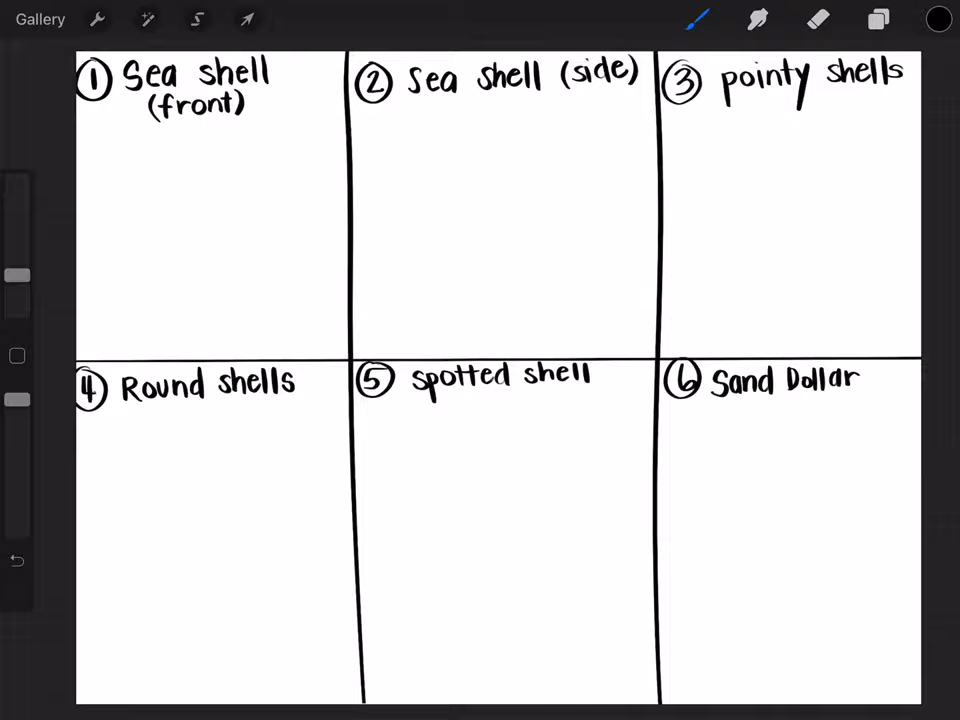 Gallery
① Sea shell
(front)
② Sea shell (side)
③ pointy shells
④ Round shells
⑤ spotted shell
⑥ Sand Dollar